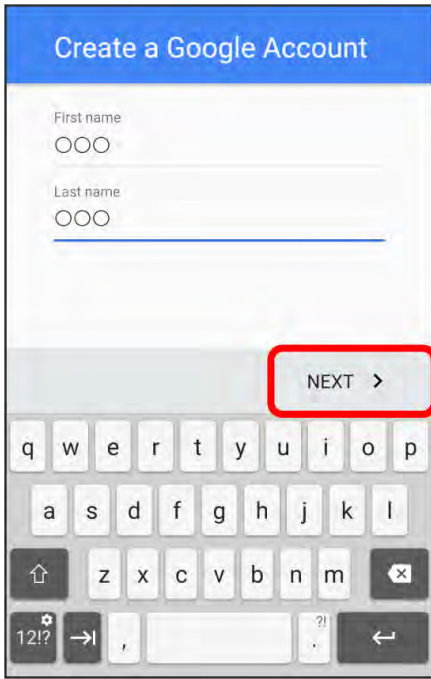 Create a Google Account
First name
○○○
Last name
○○○
NEXT >
q w e r t y u i o p
a s d f g h j k l
z x c v b n m
12!? , . ?!